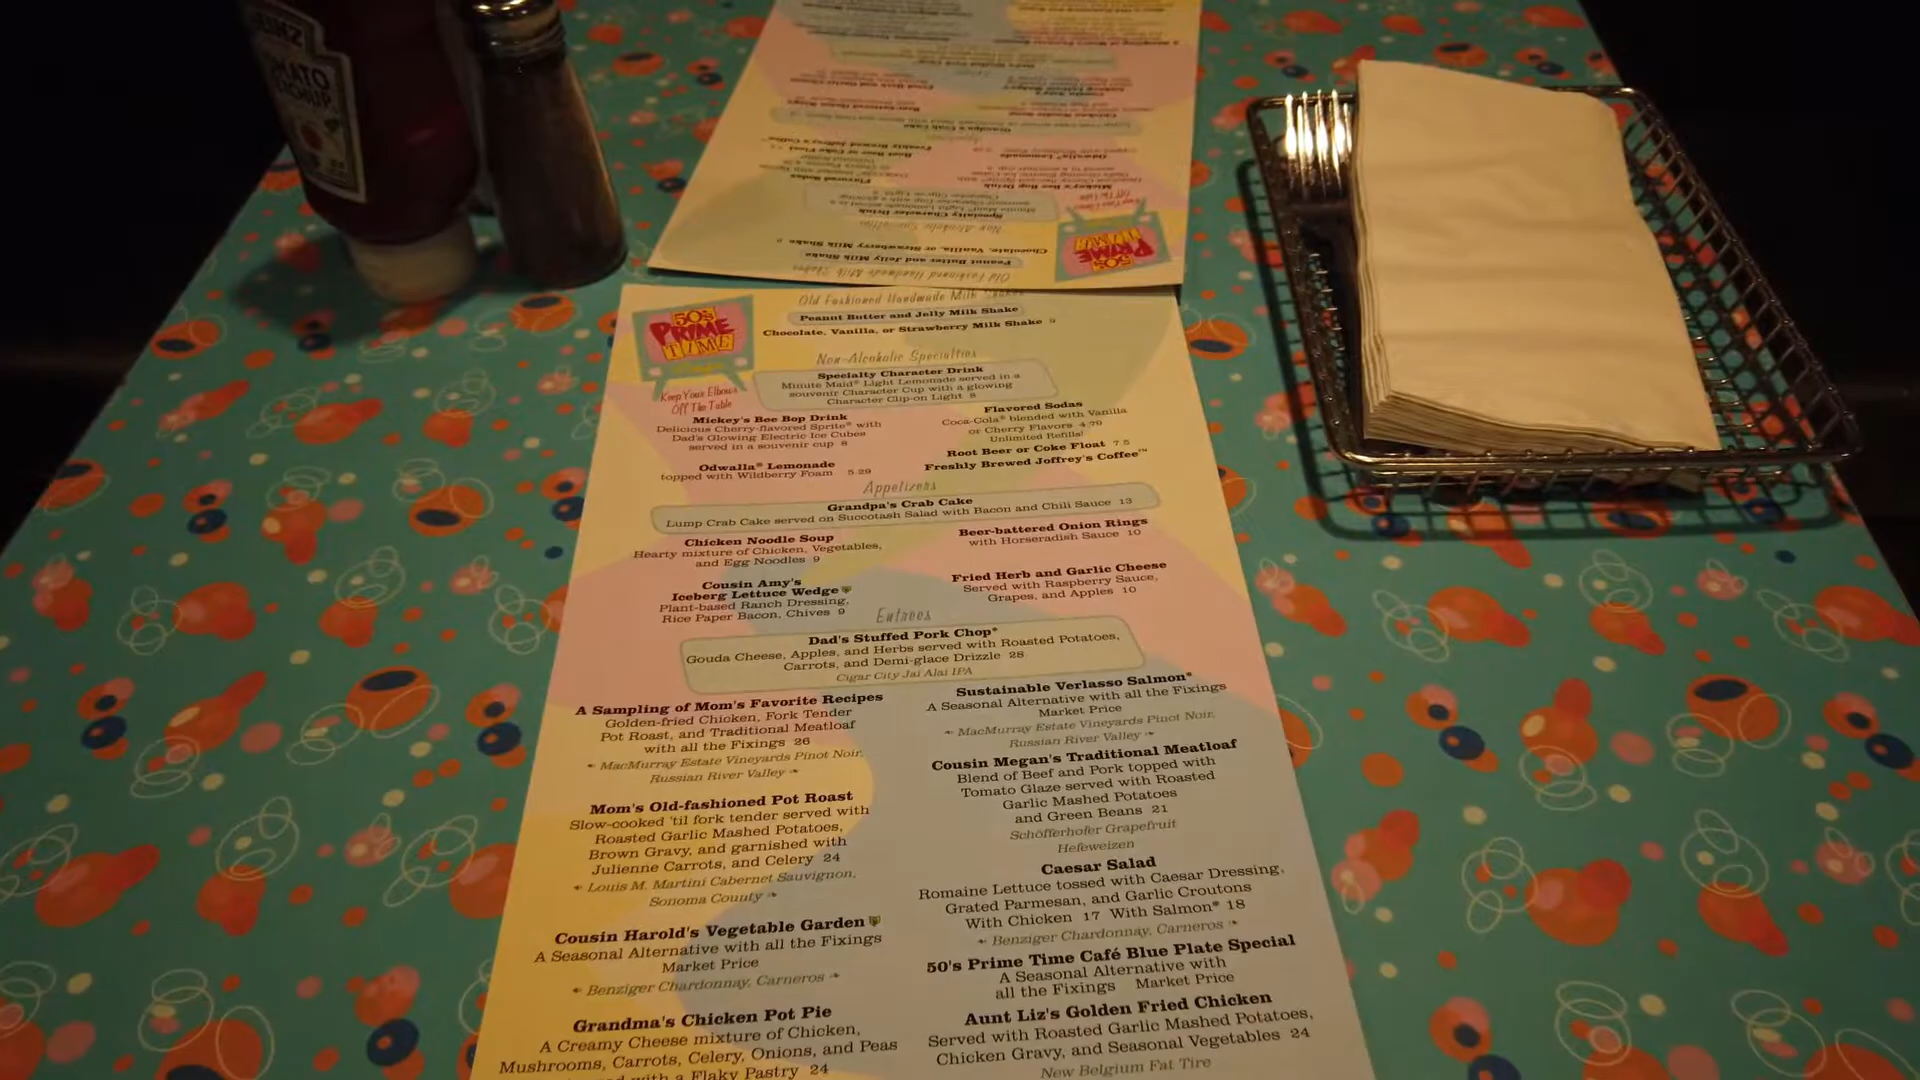 HEINZ
TOMATO
KETCHUP
50's
PRIME
TIME
Keep Your Elbows
Off The Table
Old Fashioned Handmade Milk Shakes
Peanut Butter and Jelly Milk Shake
Chocolate, Vanilla, or Strawberry Milk Shake 9
Non-Alcoholic Specialties
Specialty Character Drink
Minute Maid® Light Lemonade served in a
souvenir Character Cup with a glowing
Character Clip-on Light 8
Mickey's Bee Bop Drink
Delicious Cherry-flavored Sprite® with
Dad's Glowing Electric Ice Cubes
served in a souvenir cup 8
Odwalla® Lemonade
topped with Wildberry Foam 5.29
Flavored Sodas
Coca-Cola® blended with Vanilla
or Cherry Flavors 4.79
Unlimited Refills!
Root Beer or Coke Float 7.5
Freshly Brewed Joffrey's Coffee™
Appetizers
Grandpa's Crab Cake
Lump Crab Cake served on Succotash Salad with Bacon and Chili Sauce 13
Chicken Noodle Soup
Hearty mixture of Chicken, Vegetables,
and Egg Noodles 9
Cousin Amy's
Iceberg Lettuce Wedge
Plant-based Ranch Dressing,
Rice Paper Bacon, Chives 9
Beer-battered Onion Rings
with Horseradish Sauce 10
Fried Herb and Garlic Cheese
Served with Raspberry Sauce,
Grapes, and Apples 10
Entrees
Dad's Stuffed Pork Chop*
Gouda Cheese, Apples, and Herbs served with Roasted Potatoes,
Carrots, and Demi-glace Drizzle 28
Cigar City Jai Alai IPA
A Sampling of Mom's Favorite Recipes
Golden-fried Chicken, Fork Tender
Pot Roast, and Traditional Meatloaf
with all the Fixings 26
MacMurray Estate Vineyards Pinot Noir,
Russian River Valley
Mom's Old-fashioned Pot Roast
Slow-cooked 'til fork tender served with
Roasted Garlic Mashed Potatoes,
Brown Gravy, and garnished with
Julienne Carrots, and Celery 24
Louis M. Martini Cabernet Sauvignon,
Sonoma County
Cousin Harold's Vegetable Garden
A Seasonal Alternative with all the Fixings
Market Price
Benziger Chardonnay, Carneros
Grandma's Chicken Pot Pie
A Creamy Cheese mixture of Chicken,
Mushrooms, Carrots, Celery, Onions, and Peas
with a Flaky Pastry 24
Sustainable Verlasso Salmon*
A Seasonal Alternative with all the Fixings
Market Price
MacMurray Estate Vineyards Pinot Noir,
Russian River Valley
Cousin Megan's Traditional Meatloaf
Blend of Beef and Pork topped with
Tomato Glaze served with Roasted
Garlic Mashed Potatoes
and Green Beans 21
Schöfferhofer Grapefruit
Hefeweizen
Caesar Salad
Romaine Lettuce tossed with Caesar Dressing,
Grated Parmesan, and Garlic Croutons
With Chicken 17 With Salmon* 18
Benziger Chardonnay, Carneros
50's Prime Time Café Blue Plate Special
A Seasonal Alternative with
all the Fixings Market Price
Aunt Liz's Golden Fried Chicken
Served with Roasted Garlic Mashed Potatoes,
Chicken Gravy, and Seasonal Vegetables 24
New Belgium Fat Tire